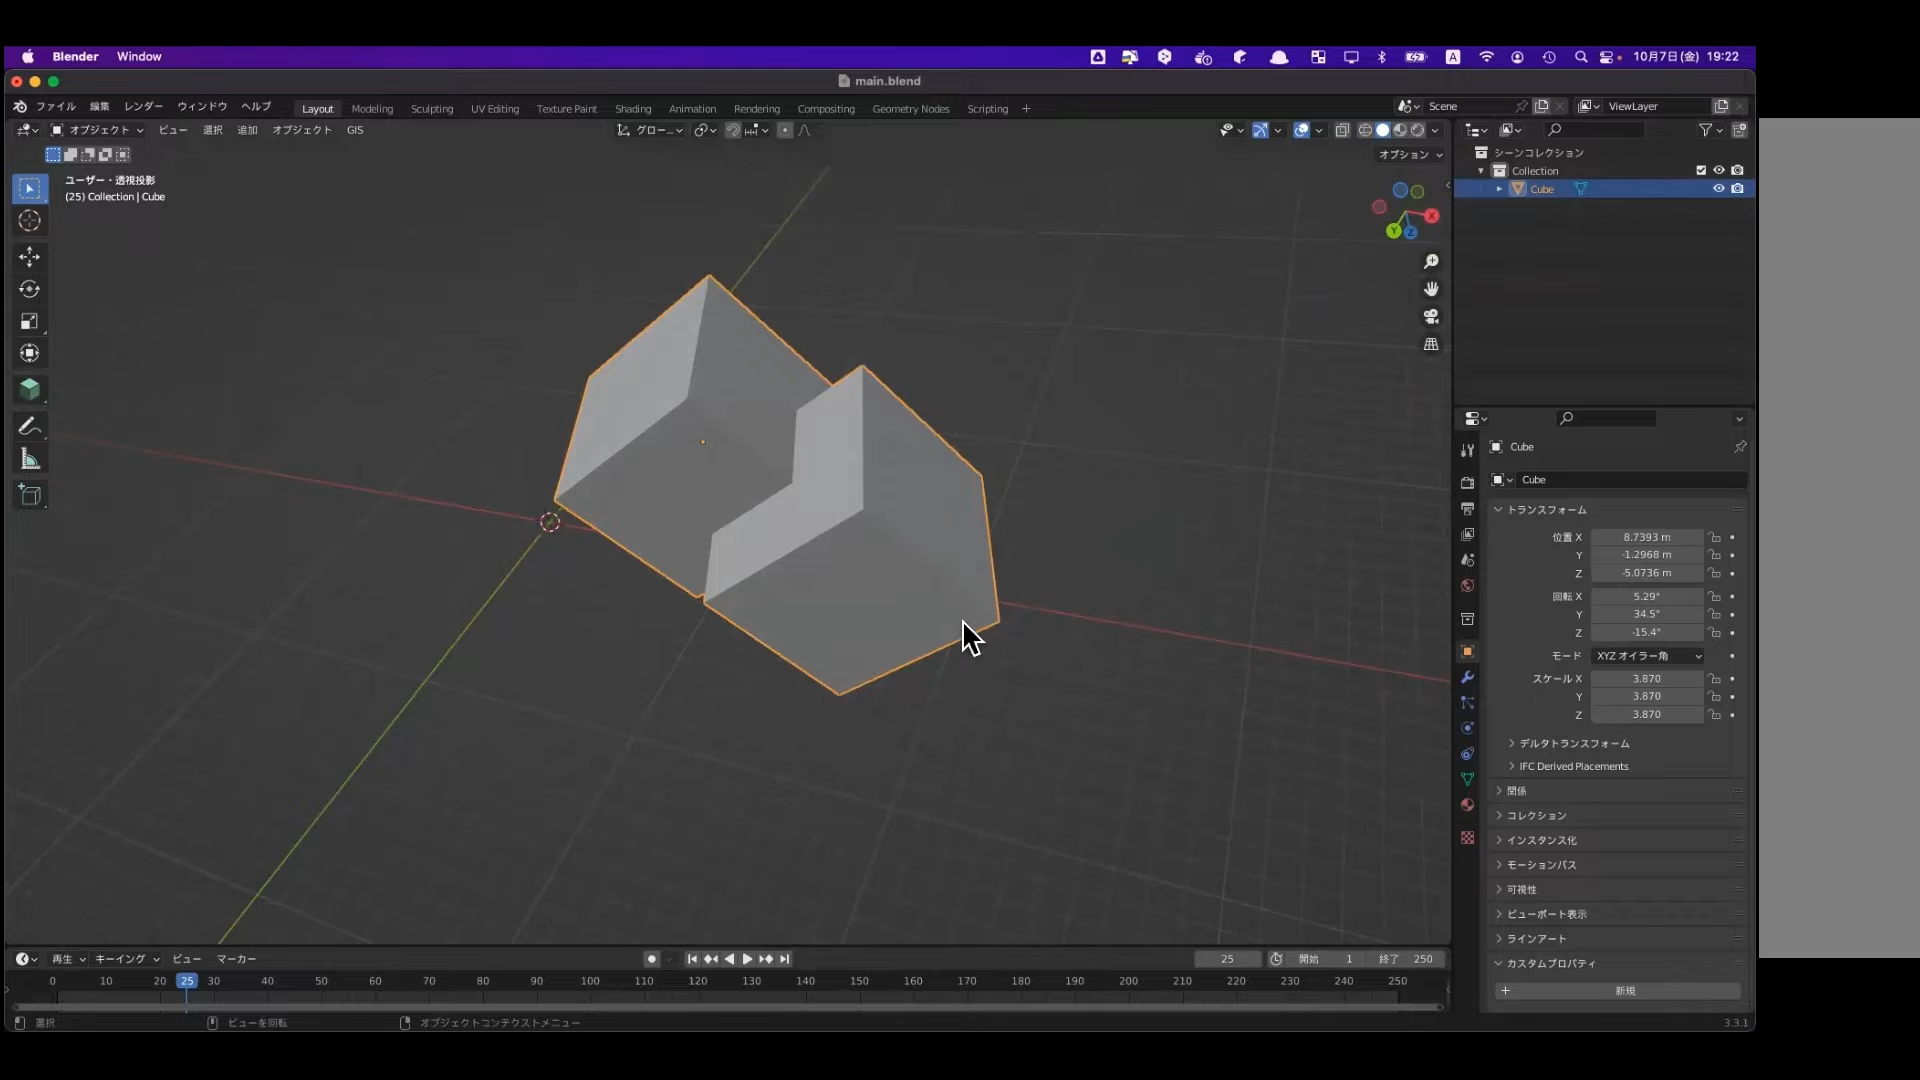 Blender Window
A 10月7日(金) 19:22
main.blend
ファイル 編集 レンダー ウィンドウ ヘルプ Layout Modeling Sculpting UV Editing Texture Paint Shading Animation Rendering Compositing Geometry Nodes Scripting + Scene ViewLayer
オブジェクト ビュー 選択 追加 オブジェクト GIS グロー...
オプション
シーンコレクション
Collection
Cube
ユーザー・透視投影
(25) Collection | Cube
X
Y
Z
Cube
Cube
トランスフォーム
位置 X 8.7393 m
Y -1.2968 m
Z -5.0736 m
回転 X 5.29°
Y 34.5°
Z -15.4°
モード XYZ オイラー角
スケール X 3.870
Y 3.870
Z 3.870
デルタトランスフォーム
IFC Derived Placements
関係
コレクション
インスタンス化
モーションパス
可視性
ビューポート表示
ラインアート
カスタムプロパティ
新規
再生 キーイング ビュー マーカー 25 開始 1 終了 250
0 10 20 25 30 40 50 60 70 80 90 100 110 120 130 140 150 160 170 180 190 200 210 220 230 240 250
選択 ビューを回転 オブジェクトコンテクストメニュー 3.3.1